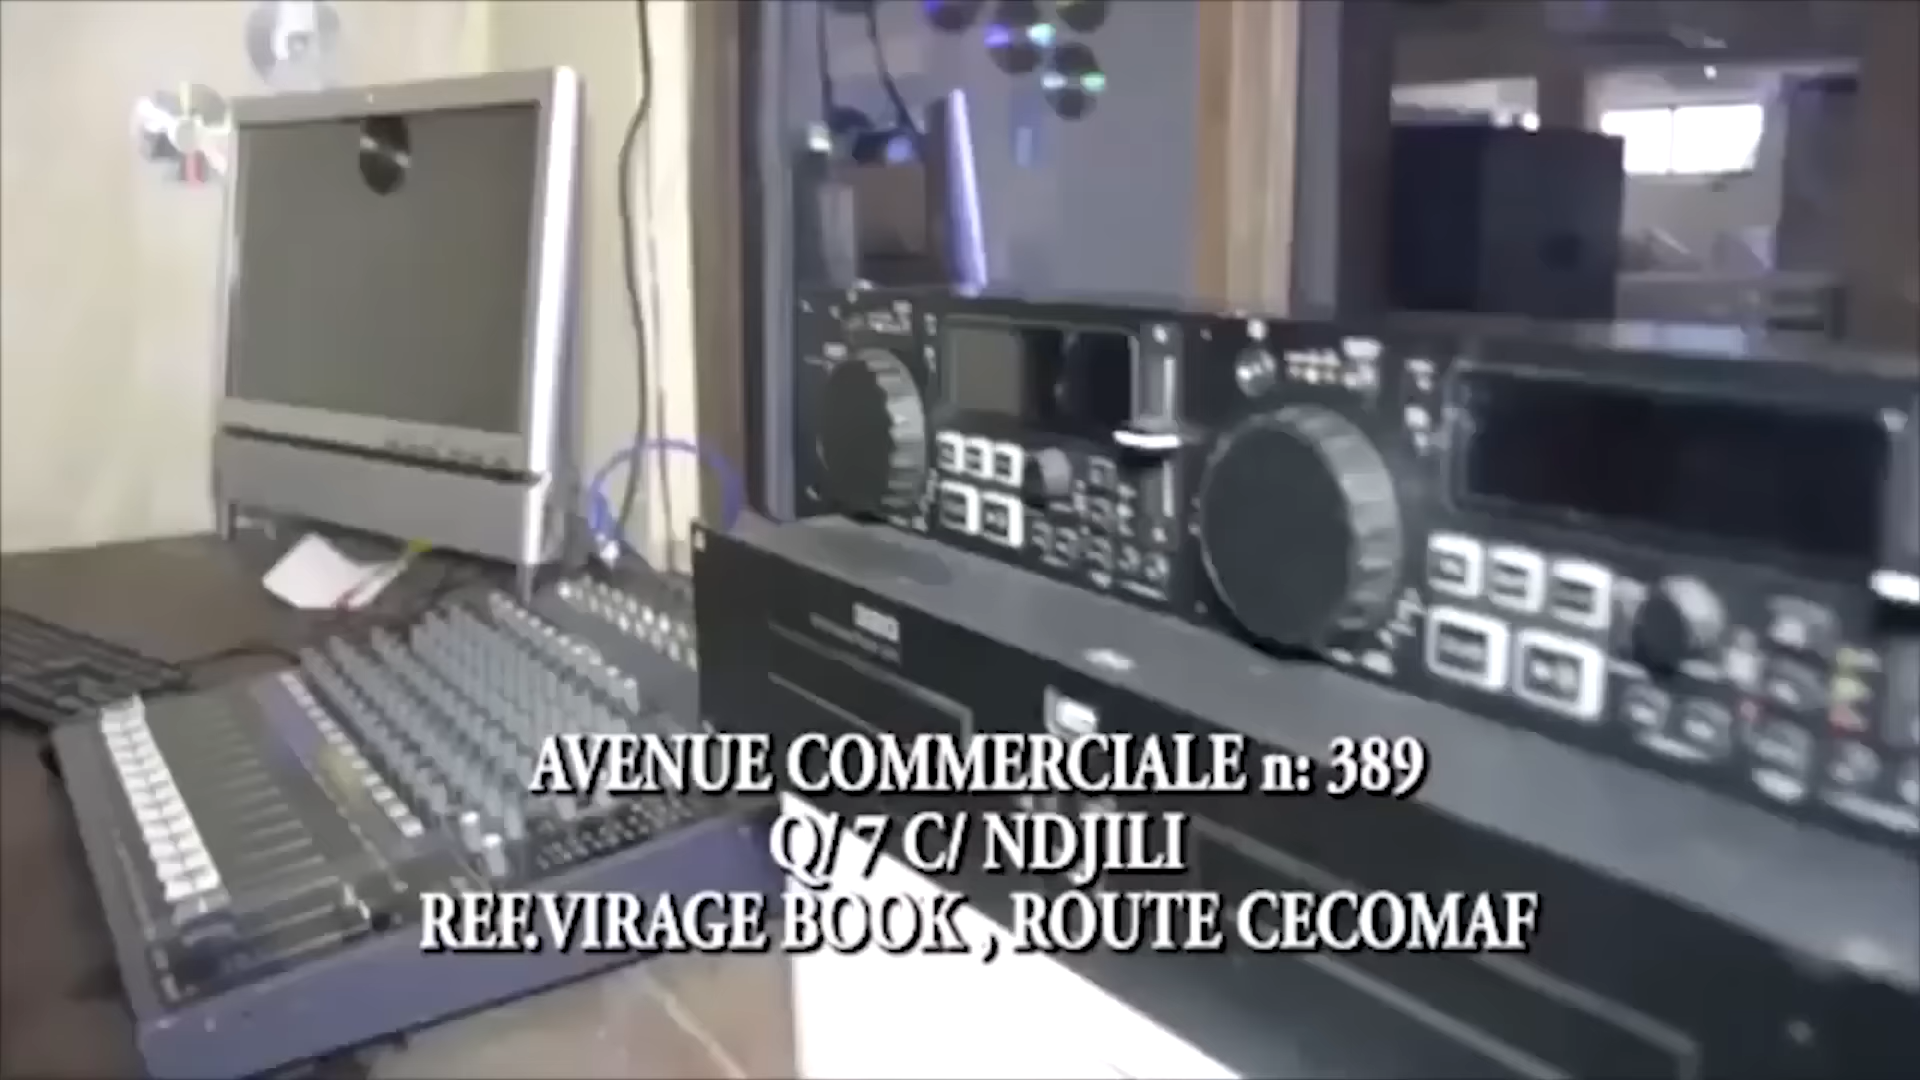 AVENUE COMMERCIALE n: 389
Q/ 7 C/ NDJILI
REF.VIRAGE BOOK , ROUTE CECOMAF